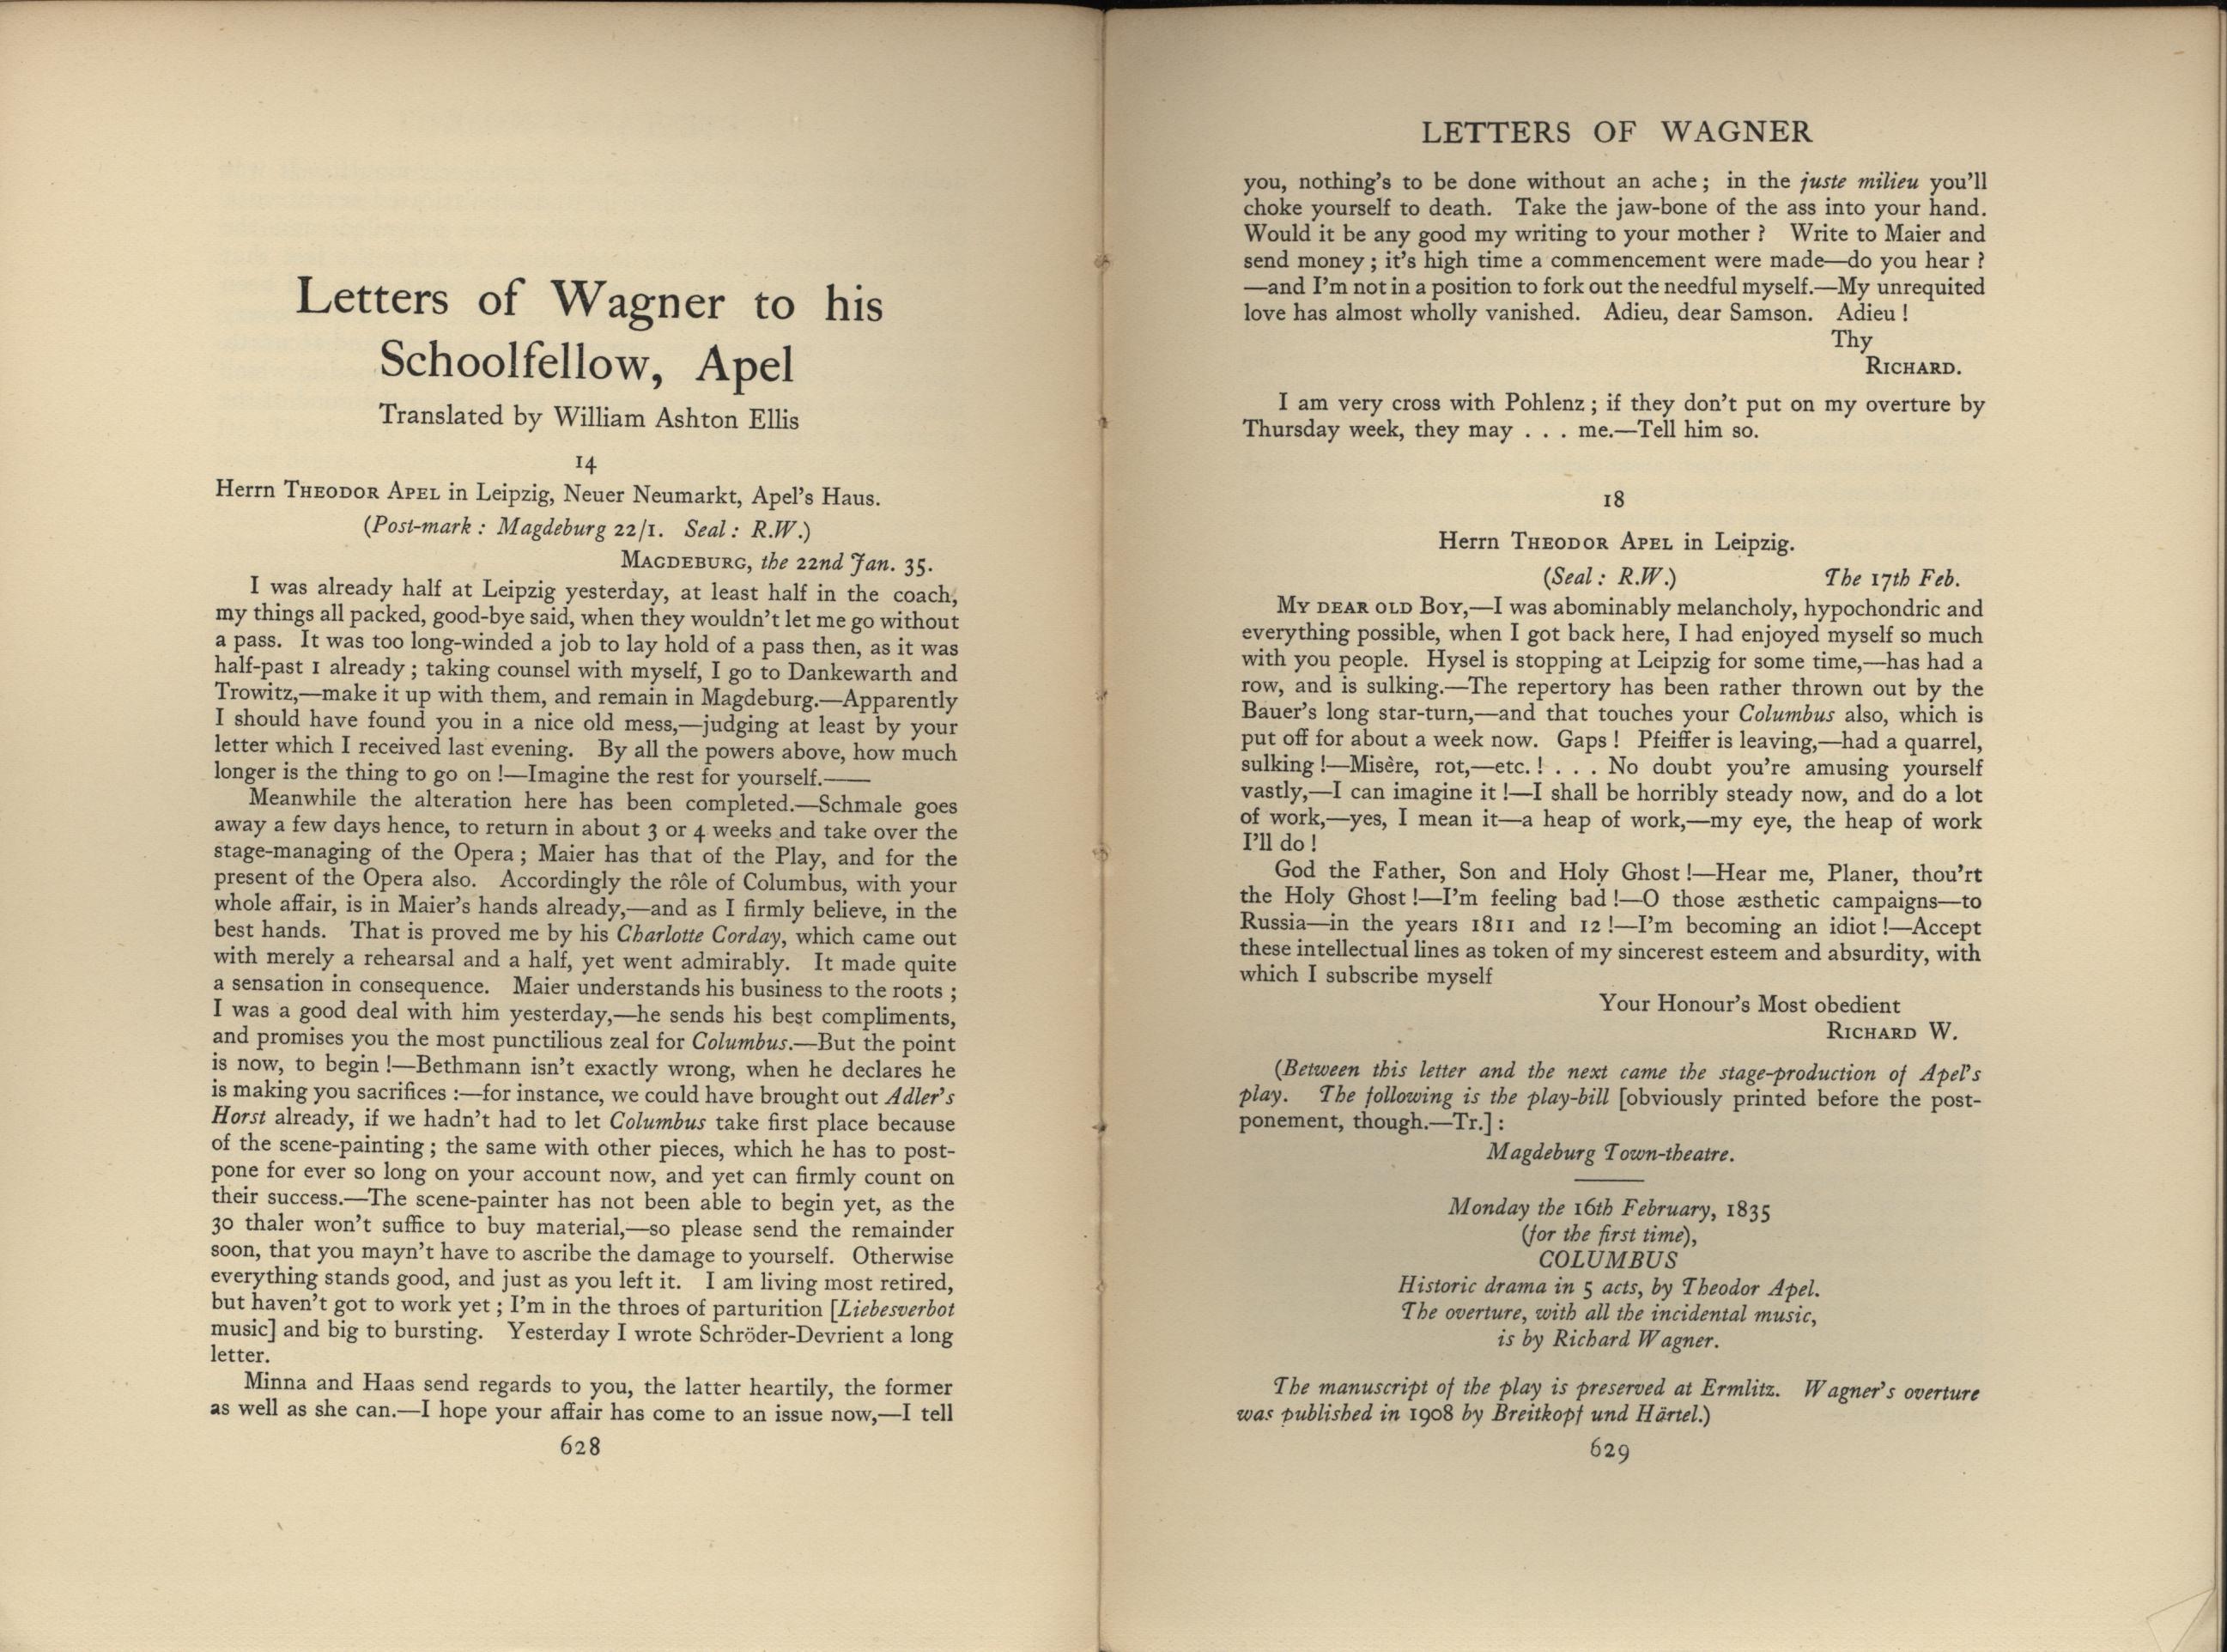 Letters of Wagner to his
Schoolfellow, Apel
Translated by William Ashton Ellis
14
Herrn THEODOR APEL in Leipzig, Neuer Neumarkt, Apel's Haus.
(Post-mark : Magdeburg 22/1. Seal : R.W.)
MAGDEBURG, the 22nd Jan. 35.
I was already half at Leipzig yesterday, at least half in the coach,
my things all packed, good-bye said, when they wouldn't let me go without
a pass. It was too long-winded a job to lay hold of a pass then, as it was
half-past 1 already ; taking counsel with myself, I go to Dankewarth and
Trowitz,—make it up with them, and remain in Magdeburg.—Apparently
I should have found you in a nice old mess,—judging at least by your
letter which I received last evening. By all the powers above, how much
longer is the thing to go on !—Imagine the rest for yourself.——
Meanwhile the alteration here has been completed.—Schmale goes
away a few days hence, to return in about 3 or 4 weeks and take over the
stage-managing of the Opera ; Maier has that of the Play, and for the
present of the Opera also. Accordingly the rôle of Columbus, with your
whole affair, is in Maier's hands already,—and as I firmly believe, in the
best hands. That is proved me by his Charlotte Corday, which came out
with merely a rehearsal and a half, yet went admirably. It made quite
a sensation in consequence. Maier understands his business to the roots ;
I was a good deal with him yesterday,—he sends his best compliments,
and promises you the most punctilious zeal for Columbus.—But the point
is now, to begin !—Bethmann isn't exactly wrong, when he declares he
is making you sacrifices :—for instance, we could have brought out Adler's
Horst already, if we hadn't had to let Columbus take first place because
of the scene-painting ; the same with other pieces, which he has to post-
pone for ever so long on your account now, and yet can firmly count on
their success.—The scene-painter has not been able to begin yet, as the
30 thaler won't suffice to buy material,—so please send the remainder
soon, that you mayn't have to ascribe the damage to yourself. Otherwise
everything stands good, and just as you left it. I am living most retired,
but haven't got to work yet ; I'm in the throes of parturition [Liebesverbot
music] and big to bursting. Yesterday I wrote Schröder-Devrient a long
letter.
Minna and Haas send regards to you, the latter heartily, the former
as well as she can.—I hope your affair has come to an issue now,—I tell
628
LETTERS OF WAGNER
you, nothing's to be done without an ache ; in the juste milieu you'll
choke yourself to death. Take the jaw-bone of the ass into your hand.
Would it be any good my writing to your mother ? Write to Maier and
send money ; it's high time a commencement were made—do you hear ?
—and I'm not in a position to fork out the needful myself.—My unrequited
love has almost wholly vanished. Adieu, dear Samson. Adieu !
Thy
RICHARD.
I am very cross with Pohlenz ; if they don't put on my overture by
Thursday week, they may . . . me.—Tell him so.
18
Herrn THEODOR APEL in Leipzig.
(Seal : R.W.) The 17th Feb.
MY DEAR OLD BOY,—I was abominably melancholy, hypochondric and
everything possible, when I got back here, I had enjoyed myself so much
with you people. Hysel is stopping at Leipzig for some time,—has had a
row, and is sulking.—The repertory has been rather thrown out by the
Bauer's long star-turn,—and that touches your Columbus also, which is
put off for about a week now. Gaps ! Pfeiffer is leaving,—had a quarrel,
sulking !—Misère, rot,—etc. ! . . . No doubt you're amusing yourself
vastly,—I can imagine it !—I shall be horribly steady now, and do a lot
of work,—yes, I mean it—a heap of work,—my eye, the heap of work
I'll do !
God the Father, Son and Holy Ghost !—Hear me, Planer, thou'rt
the Holy Ghost !—I'm feeling bad !—O those æsthetic campaigns—to
Russia—in the years 1811 and 12 !—I'm becoming an idiot !—Accept
these intellectual lines as token of my sincerest esteem and absurdity, with
which I subscribe myself
Your Honour's Most obedient
RICHARD W.
(Between this letter and the next came the stage-production of Apel's
play. The following is the play-bill [obviously printed before the post-
ponement, though.—Tr.] :
Magdeburg Town-theatre.
Monday the 16th February, 1835
(for the first time),
COLUMBUS
Historic drama in 5 acts, by Theodor Apel.
The overture, with all the incidental music,
is by Richard Wagner.
The manuscript of the play is preserved at Ermlitz. Wagner's overture
was published in 1908 by Breitkopf und Härtel.)
629